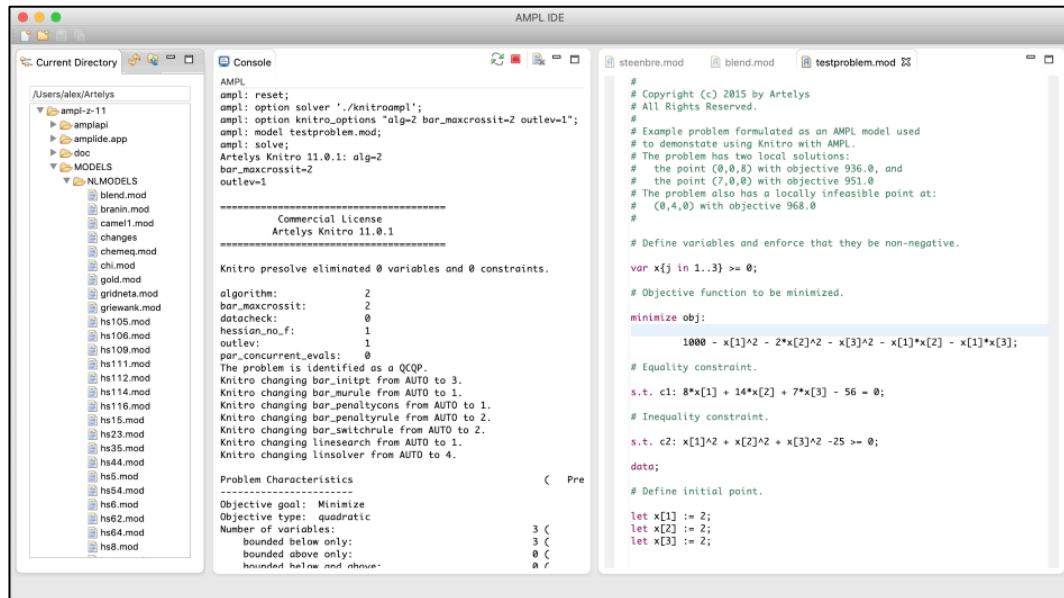 AMPL IDE
Current Directory
/Users/alex/Artelys
ampl-z-11
amplapi
amplide.app
doc
MODELS
NLMODELS
blend.mod
branin.mod
camel1.mod
changes
chemeq.mod
chi.mod
gold.mod
gridneta.mod
griewank.mod
hs105.mod
hs106.mod
hs109.mod
hs111.mod
hs112.mod
hs114.mod
hs116.mod
hs15.mod
hs23.mod
hs35.mod
hs44.mod
hs5.mod
hs54.mod
hs6.mod
hs62.mod
hs64.mod
hs8.mod
Console
AMPL
ampl: reset;
ampl: option solver './knitroampl';
ampl: option knitro_options "alg=2 bar_maxcrossit=2 outlev=1";
ampl: model testproblem.mod;
ampl: solve;
Artelys Knitro 11.0.1: alg=2
bar_maxcrossit=2
outlev=1
=======================================
Commercial License
Artelys Knitro 11.0.1
=======================================
Knitro presolve eliminated 0 variables and 0 constraints.
algorithm: 2
bar_maxcrossit: 2
datacheck: 0
hessian_no_f: 1
outlev: 1
par_concurrent_evals: 0
The problem is identified as a QCQP.
Knitro changing bar_initpt from AUTO to 3.
Knitro changing bar_murule from AUTO to 1.
Knitro changing bar_penaltycons from AUTO to 1.
Knitro changing bar_penaltyrule from AUTO to 2.
Knitro changing bar_switchrule from AUTO to 2.
Knitro changing linesearch from AUTO to 1.
Knitro changing linsolver from AUTO to 4.
Problem Characteristics ( Pre
-----------------------
Objective goal: Minimize
Objective type: quadratic
Number of variables: 3 (
bounded below only: 3 (
bounded above only: 0 (
bounded below and above: 0 (
steenbre.mod
blend.mod
testproblem.mod
#
# Copyright (c) 2015 by Artelys
# All Rights Reserved.
#
# Example problem formulated as an AMPL model used
# to demonstate using Knitro with AMPL.
# The problem has two local solutions:
# the point (0,0,8) with objective 936.0, and
# the point (7,0,0) with objective 951.0
# The problem also has a locally infeasible point at:
# (0,4,0) with objective 968.0
#
# Define variables and enforce that they be non-negative.
var x{j in 1..3} >= 0;
# Objective function to be minimized.
minimize obj:
1000 - x[1]^2 - 2*x[2]^2 - x[3]^2 - x[1]*x[2] - x[1]*x[3];
# Equality constraint.
s.t. c1: 8*x[1] + 14*x[2] + 7*x[3] - 56 = 0;
# Inequality constraint.
s.t. c2: x[1]^2 + x[2]^2 + x[3]^2 -25 >= 0;
data;
# Define initial point.
let x[1] := 2;
let x[2] := 2;
let x[3] := 2;